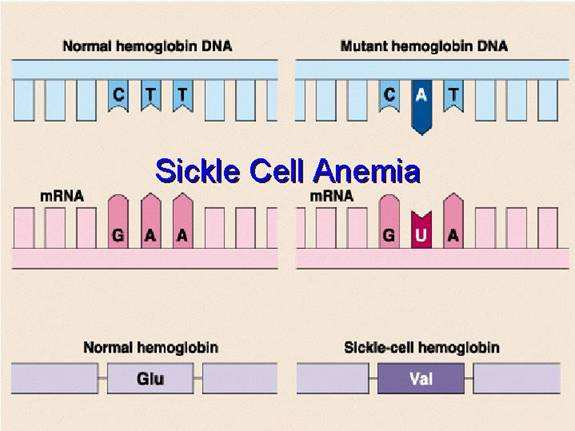 Normal hemoglobin DNA
Mutant hemoglobin DNA
C T T
C A T
Sickle Cell Anemia
mRNA
mRNA
G A A
G U A
Normal hemoglobin
Sickle-cell hemoglobin
Glu
Val